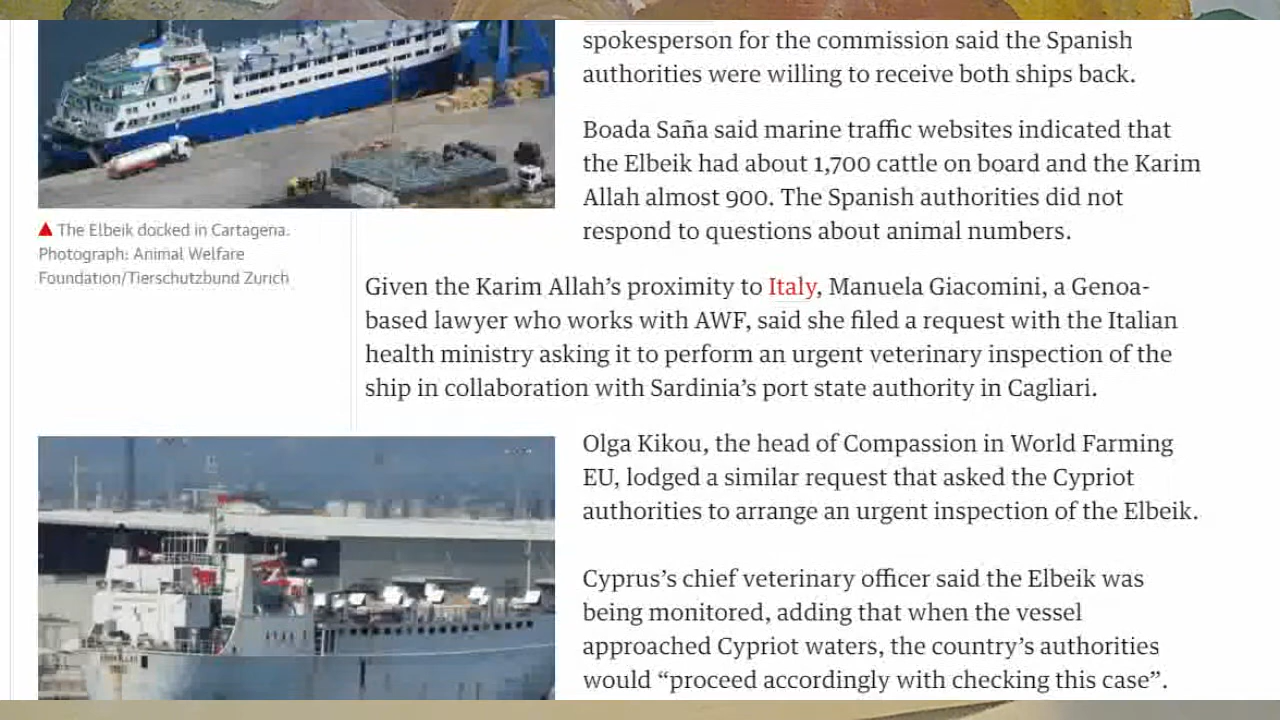 spokesperson for the commission said the Spanish
authorities were willing to receive both ships back.
Boada Saña said marine traffic websites indicated that
the Elbeik had about 1,700 cattle on board and the Karim
Allah almost 900. The Spanish authorities did not
respond to questions about animal numbers.
▲ The Elbeik docked in Cartagena.
Photograph: Animal Welfare
Foundation/Tierschutzbund Zurich
Given the Karim Allah’s proximity to Italy, Manuela Giacomini, a Genoa-
based lawyer who works with AWF, said she filed a request with the Italian
health ministry asking it to perform an urgent veterinary inspection of the
ship in collaboration with Sardinia’s port state authority in Cagliari.
Olga Kikou, the head of Compassion in World Farming
EU, lodged a similar request that asked the Cypriot
authorities to arrange an urgent inspection of the Elbeik.
Cyprus’s chief veterinary officer said the Elbeik was
being monitored, adding that when the vessel
approached Cypriot waters, the country’s authorities
would “proceed accordingly with checking this case”.